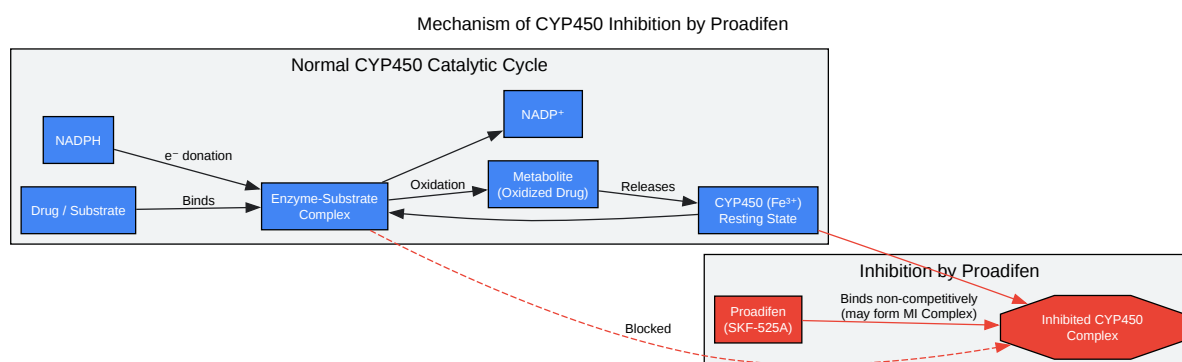 Mechanism of CYP450 Inhibition by Proadifen
Normal CYP450 Catalytic Cycle
NADPH
e⁻ donation
Drug / Substrate
Binds
Enzyme-Substrate
Complex
NADP⁺
Oxidation
Metabolite
(Oxidized Drug)
Releases
CYP450 (Fe³⁺)
Resting State
Inhibition by Proadifen
Proadifen
(SKF-525A)
Binds non-competitively
(may form MI Complex)
Inhibited CYP450
Complex
Blocked